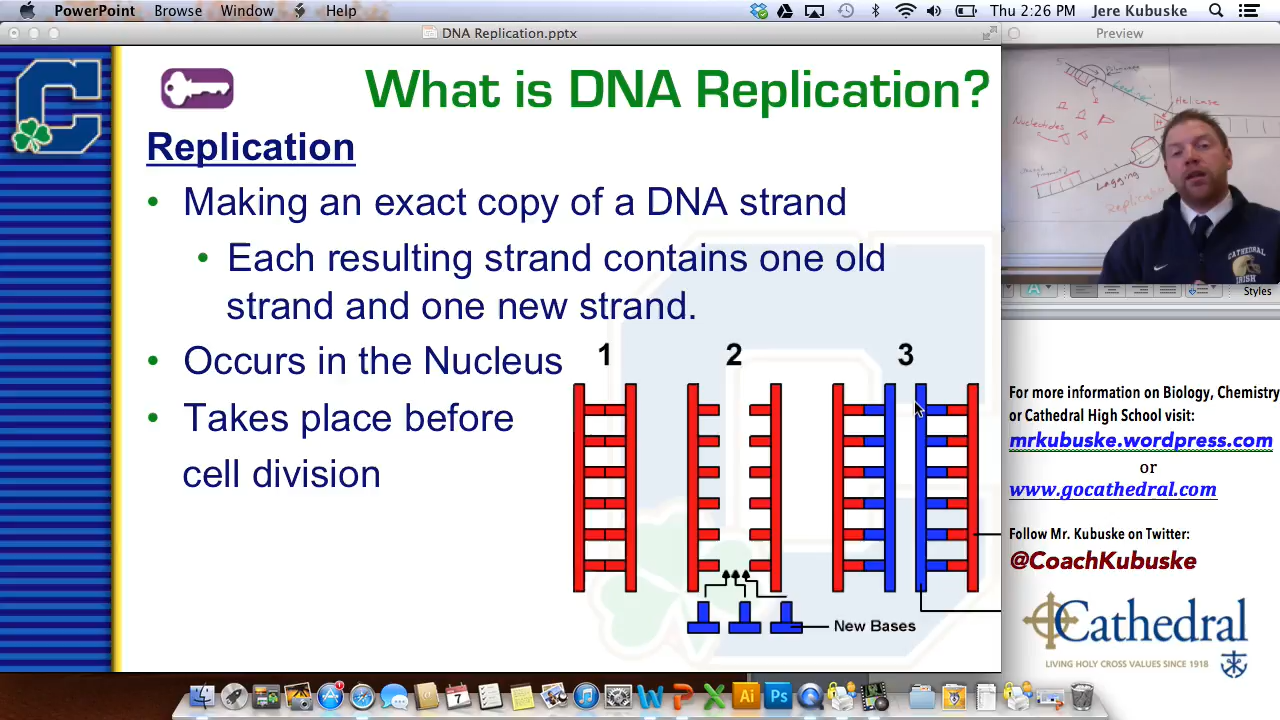 PowerPoint Browse Window Help Thu 2:26 PM Jere Kubuske
DNA Replication.pptx
Preview
What is DNA Replication?
Replication
• Making an exact copy of a DNA strand
• Each resulting strand contains one old
strand and one new strand.
• Occurs in the Nucleus
• Takes place before
cell division
1 2 3
New Bases
Helicase
Nucleotides
Leading
Lagging
CATHEDRAL
IRISH
Styles
For more information on Biology, Chemistry
or Cathedral High School visit:
mrkubuske.wordpress.com
or
www.gocathedral.com
Follow Mr. Kubuske on Twitter:
@CoachKubuske
Cathedral
LIVING HOLY CROSS VALUES SINCE 1918